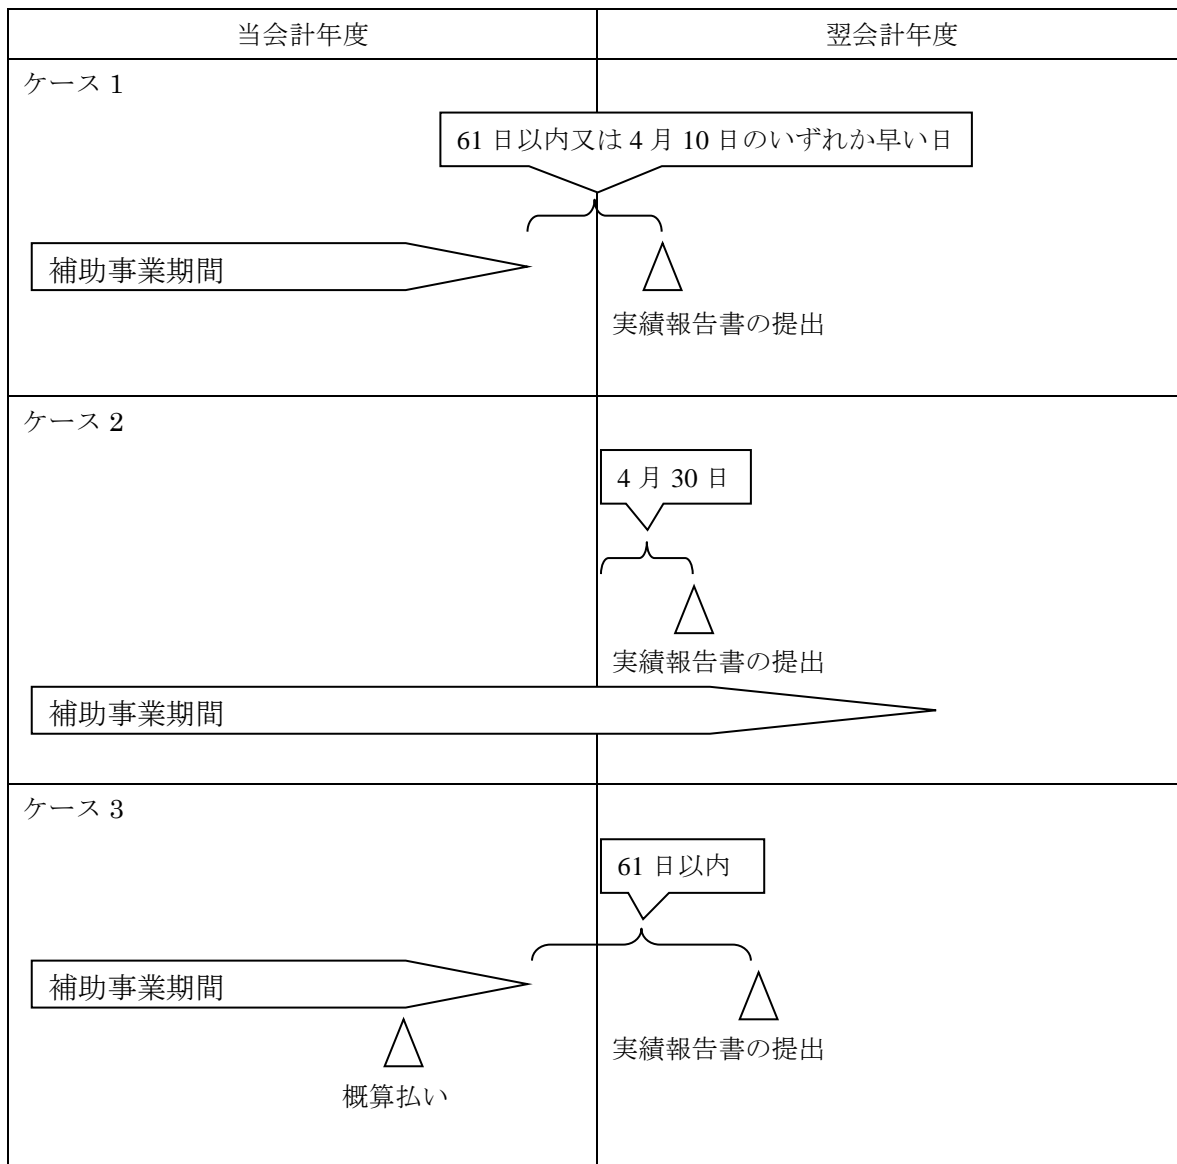 当会計年度
翌会計年度
ケース 1
61 日以内又は 4 月 10 日のいずれか早い日
補助事業期間
実績報告書の提出
ケース 2
4 月 30 日
実績報告書の提出
補助事業期間
ケース 3
61 日以内
補助事業期間
実績報告書の提出
概算払い